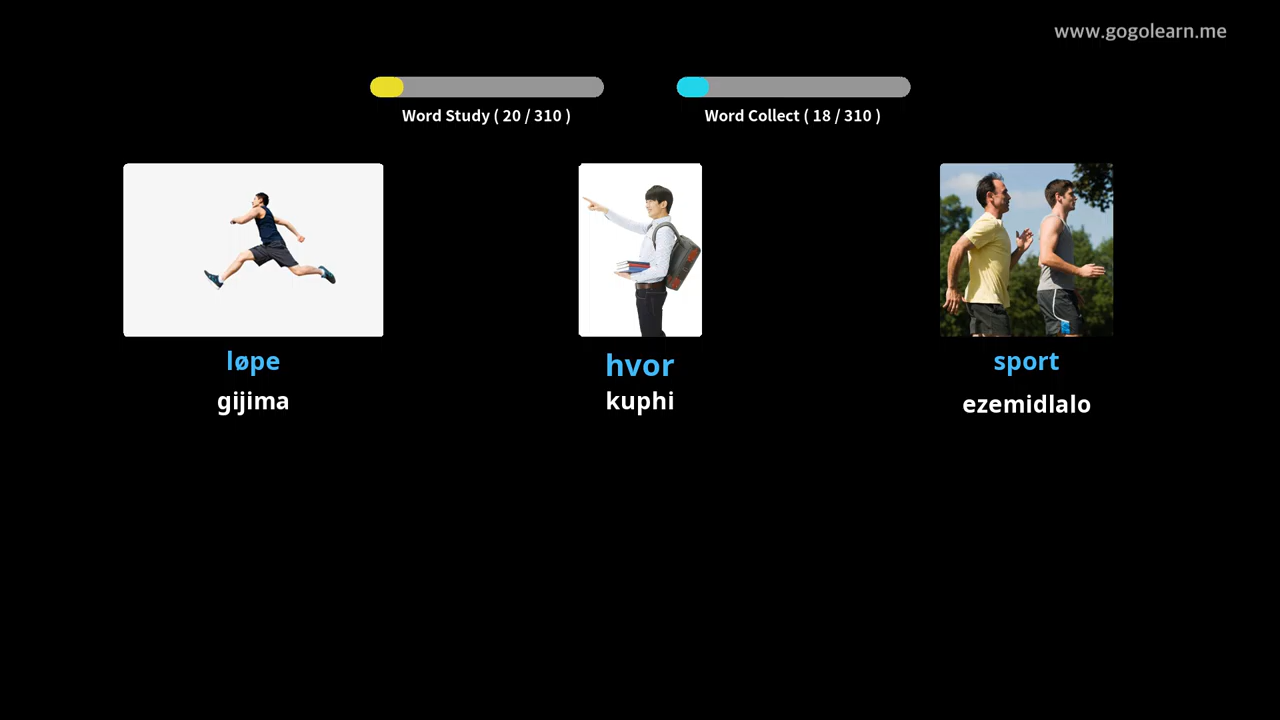 www.gogolearn.me
Word Study ( 20 / 310 )
Word Collect ( 18 / 310 )
løpe
hvor
sport
gijima
kuphi
ezemidlalo